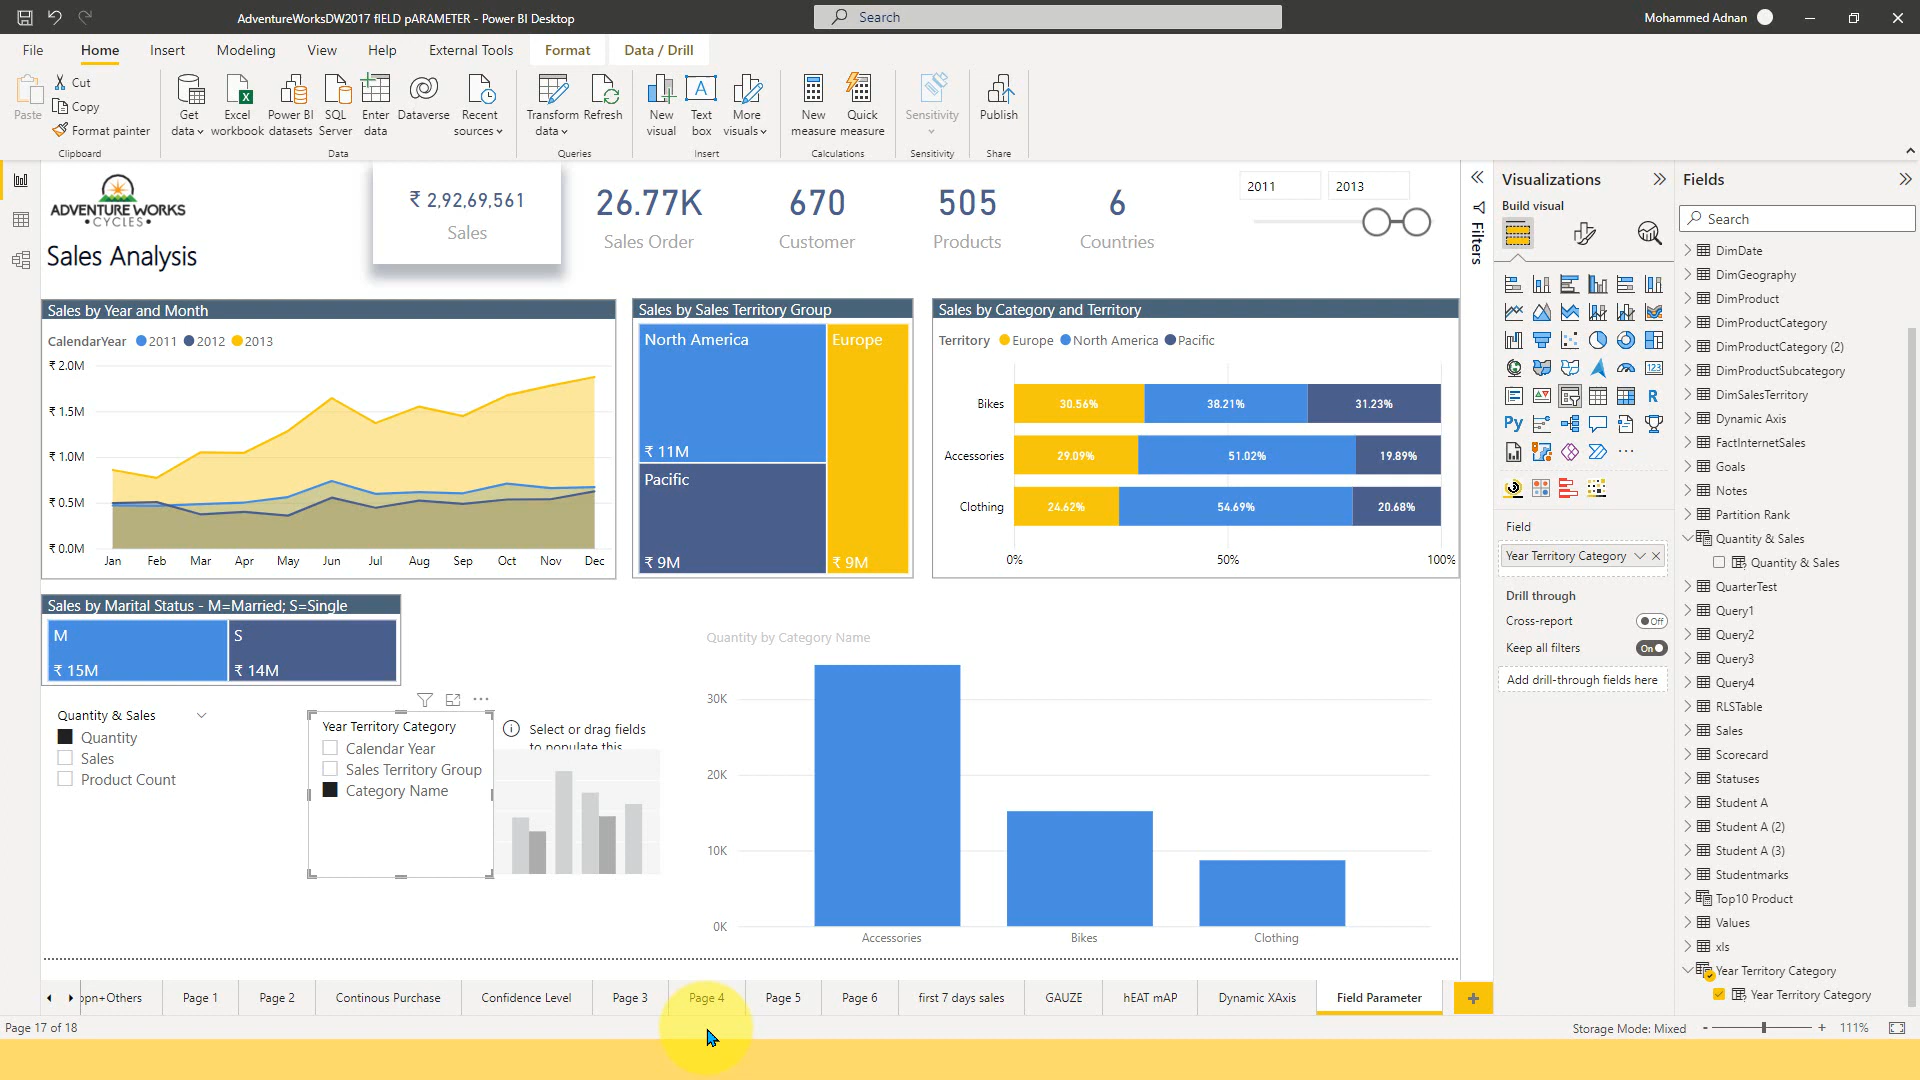 AdventureWorksDW2017 fIELD pARAMETER - Power BI Desktop
Search
Mohammed Adnan
File
Home
Insert
Modeling
View
Help
External Tools
Format
Data / Drill
Paste
Cut
Copy
Format painter
Clipboard
Get data
Excel workbook
Power BI datasets
SQL Server
Enter data
Dataverse
Recent sources
Data
Transform data
Refresh
Queries
New visual
Text box
More visuals
Insert
New measure
Quick measure
Calculations
Sensitivity
Sensitivity
Publish
Share
ADVENTURE WORKS
•CYCLES•
Sales Analysis
₹ 2,92,69,561
Sales
26.77K
Sales Order
670
Customer
505
Products
6
Countries
2011
2013
Sales by Year and Month
CalendarYear 2011 2012 2013
₹ 2.0M
₹ 1.5M
₹ 1.0M
₹ 0.5M
₹ 0.0M
Jan Feb Mar Apr May Jun Jul Aug Sep Oct Nov Dec
Sales by Sales Territory Group
North America
₹ 11M
Pacific
₹ 9M
Europe
₹ 9M
Sales by Category and Territory
Territory Europe North America Pacific
Bikes 30.56% 38.21% 31.23%
Accessories 29.09% 51.02% 19.89%
Clothing 24.62% 54.69% 20.68%
0% 50% 100%
Sales by Marital Status - M=Married; S=Single
M
₹ 15M
S
₹ 14M
Quantity & Sales
Quantity
Sales
Product Count
Year Territory Category
Calendar Year
Sales Territory Group
Category Name
Select or drag fields
to populate this
Quantity by Category Name
30K
20K
10K
0K
Accessories Bikes Clothing
Filters
Visualizations
Build visual
123
R
Py
Field
Year Territory Category
Drill through
Cross-report Off
Keep all filters On
Add drill-through fields here
Fields
Search
DimDate
DimGeography
DimProduct
DimProductCategory
DimProductCategory (2)
DimProductSubcategory
DimSalesTerritory
Dynamic Axis
FactInternetSales
Goals
Notes
Partition Rank
Quantity & Sales
Quantity & Sales
QuarterTest
Query1
Query2
Query3
Query4
RLSTable
Sales
Scorecard
Statuses
Student A
Student A (2)
Student A (3)
Studentmarks
Top10 Product
Values
xls
Year Territory Category
Year Territory Category
opn+Others
Page 1
Page 2
Continous Purchase
Confidence Level
Page 3
Page 4
Page 5
Page 6
first 7 days sales
GAUZE
hEAT mAP
Dynamic XAxis
Field Parameter
Page 17 of 18
Storage Mode: Mixed
- + 111%